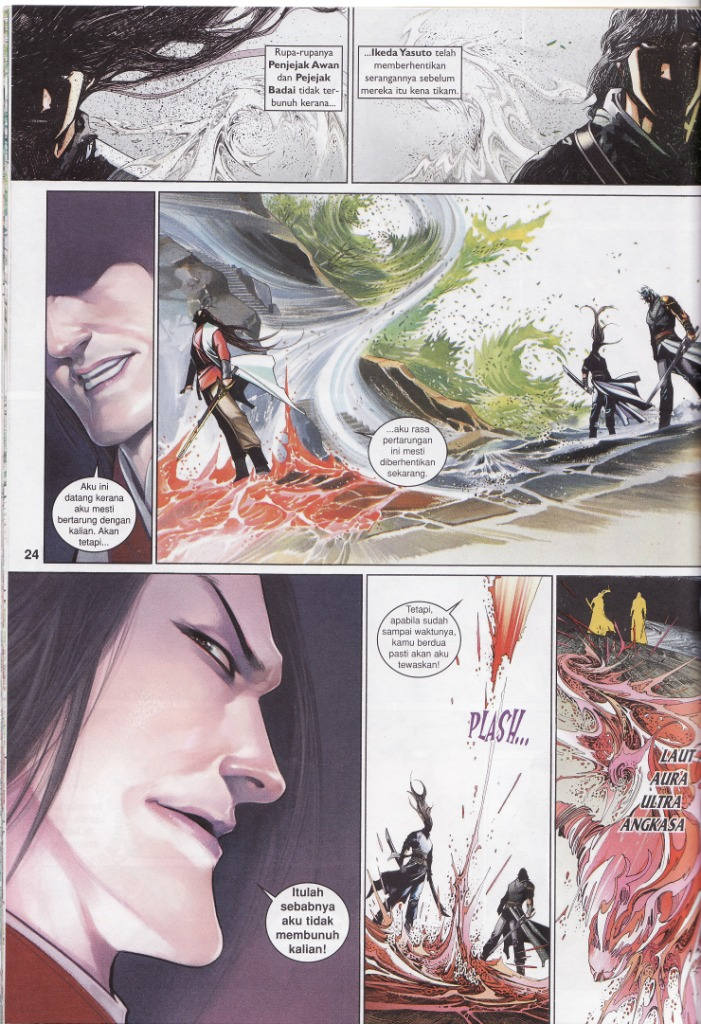 Rupa-rupanya
Penjejak Awan
dan Pejejak
Badai tidak ter-
bunuh kerana...
...Ikeda Yasuto telah
memberhentikan
serangannya sebelum
mereka itu kena tikam.
Aku ini
datang kerana
aku mesti
bertarung dengan
kalian. Akan
tetapi...
...aku rasa
pertarungan
ini mesti
diberhentikan
sekarang.
24
Itulah
sebabnya
aku tidak
membunuh
kalian!
Tetapi,
apabila sudah
sampai waktunya,
kamu berdua
pasti akan aku
tewaskan!
PLASH...
LAUT
AURA
ULTRA
ANGKASA